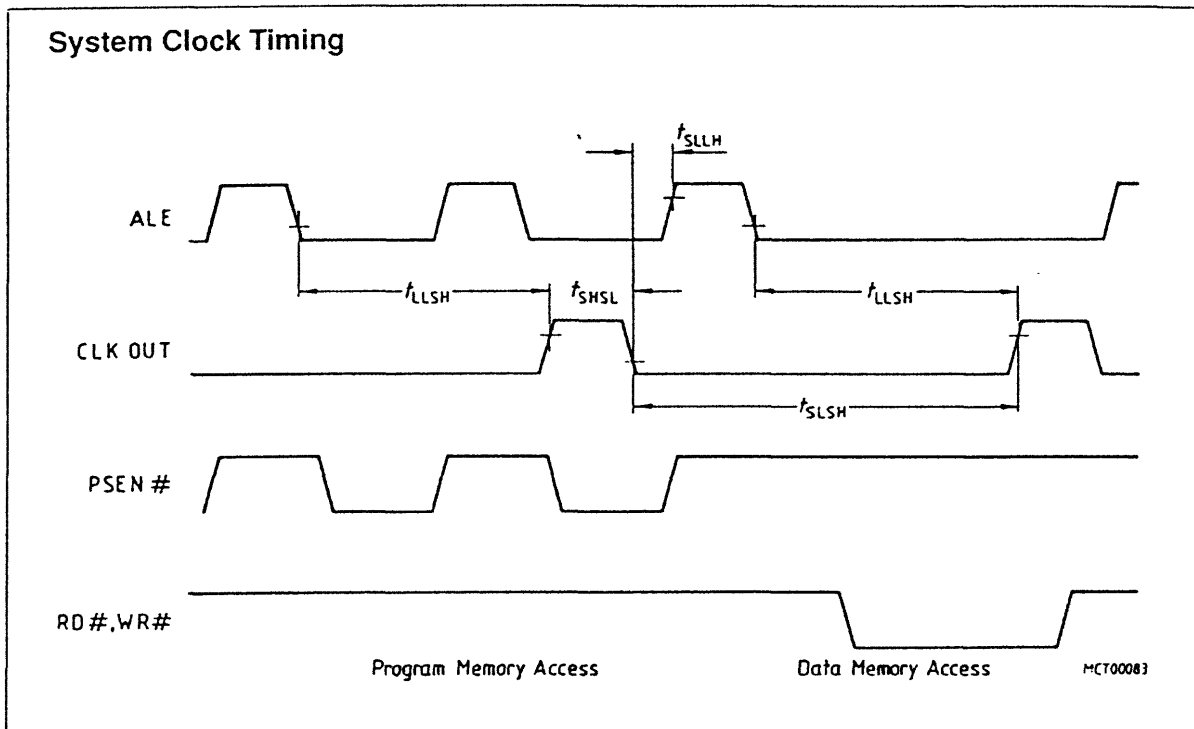 System Clock Timing
tSLLH
ALE
tLLSH
tSHSL
tLLSH
CLK OUT
tSLSH
PSEN #
RD#,WR#
Program Memory Access
Data Memory Access
MCT00083